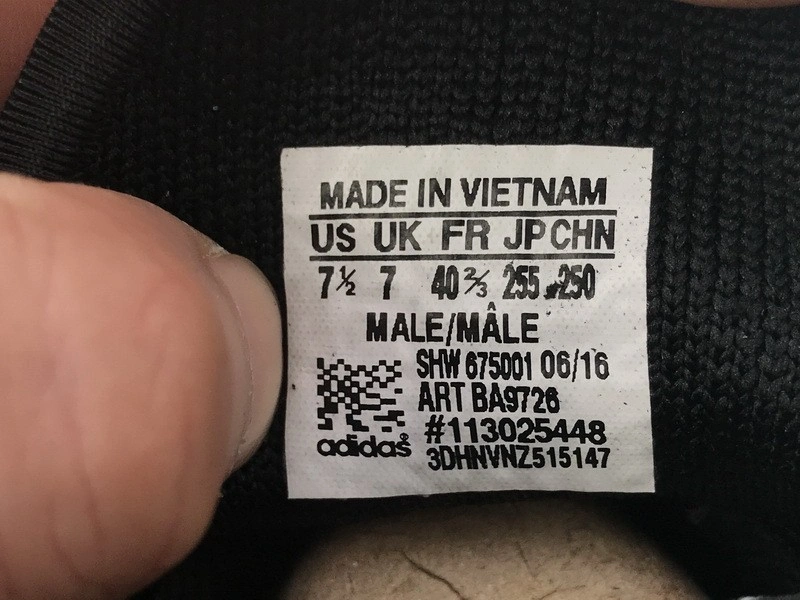 MADE IN VIETNAM
US UK FR JP CHN
7½ 7 40⅔ 255 250
MALE/MÂLE
SHW 675001 06/16
ART BA9726
#113025448
adidas® 3DHNVNZ515147